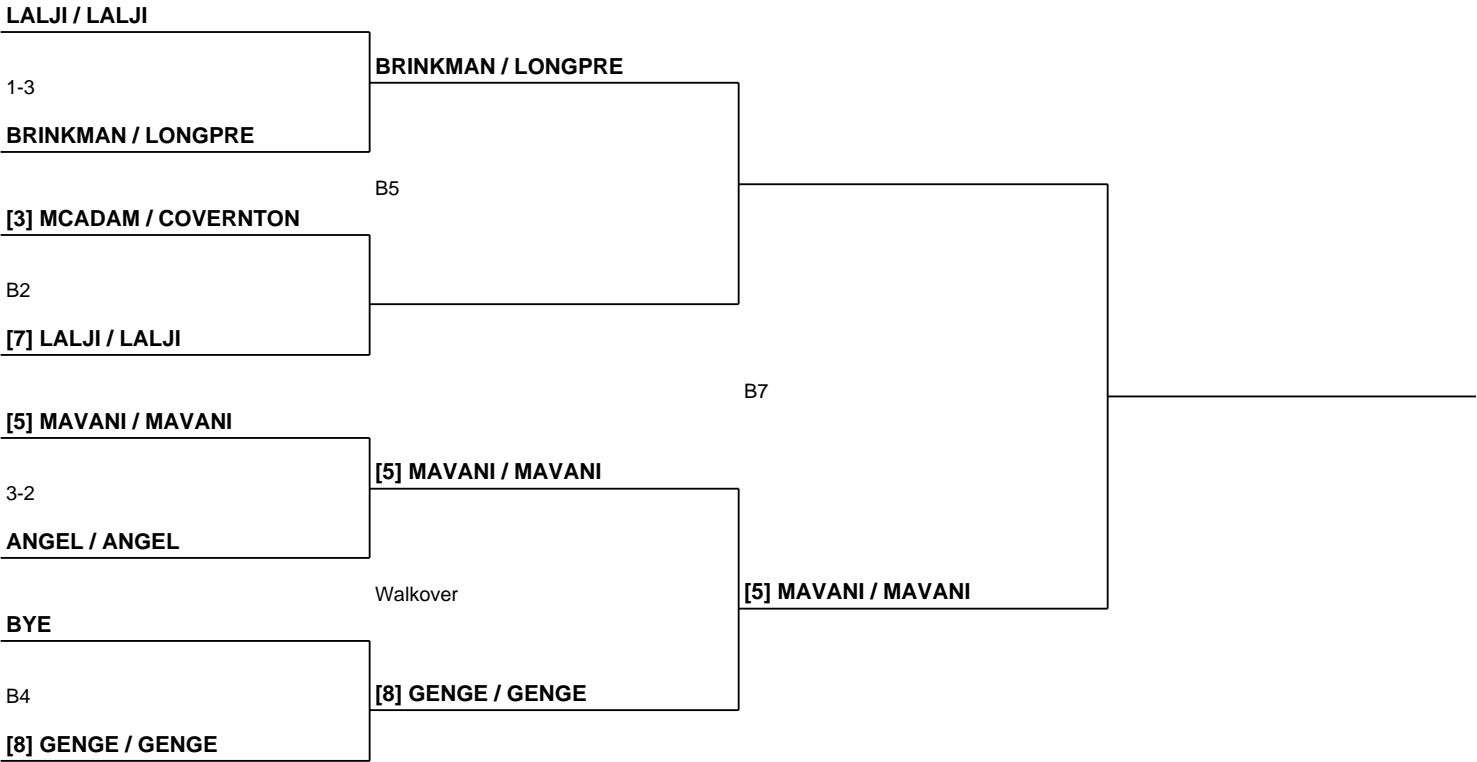 LALJI / LALJI
1-3
BRINKMAN / LONGPRE
[3] MCADAM / COVERNTON
B2
[7] LALJI / LALJI
[5] MAVANI / MAVANI
3-2
ANGEL / ANGEL
BYE
B4
[8] GENGE / GENGE
BRINKMAN / LONGPRE
B5
[5] MAVANI / MAVANI
Walkover
[8] GENGE / GENGE
B7
[5] MAVANI / MAVANI